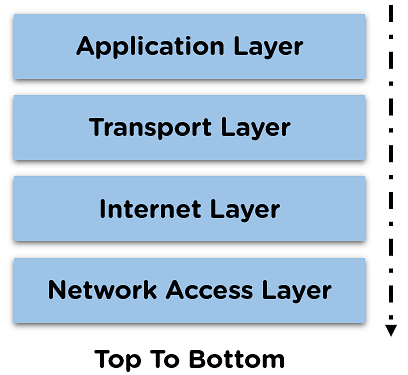 Application Layer
Transport Layer
Internet Layer
Network Access Layer
Top To Bottom